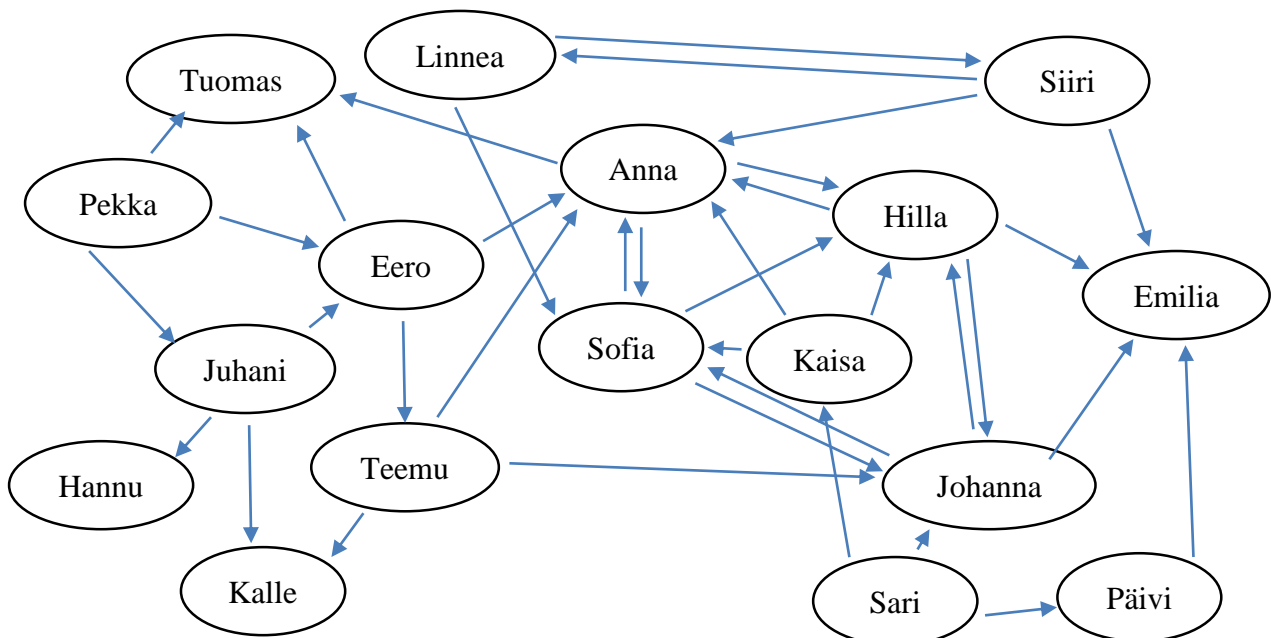 Linnea
Tuomas
Siiri
Anna
Pekka
Hilla
Eero
Emilia
Sofia
Kaisa
Juhani
Teemu
Hannu
Johanna
Kalle
Sari
Päivi